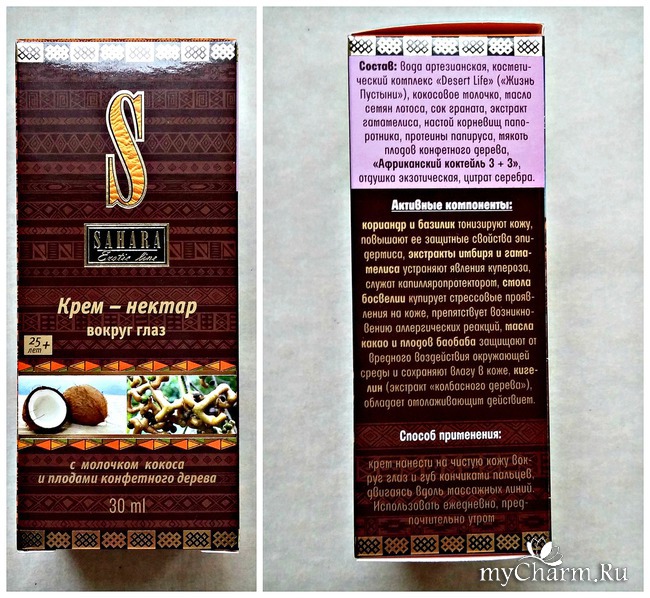 S
SAHARA
Exotic line
Крем – нектар
вокруг глаз
25+
лет
с молочком кокоса
и плодами конфетного дерева
30 ml
Состав: вода артезианская, космети-
ческий комплекс «Desert Life» («Жизнь
Пустыни»), кокосовое молочко, масло
семян лотоса, сок граната, экстракт
гамамелиса, настой корневищ папо-
ротника, протеины папируса, мякоть
плодов конфетного дерева,
«Африканский коктейль 3 + 3»,
отдушка экзотическая, цитрат серебра.
Активные компоненты:
кориандр и базилик тонизируют кожу,
повышают ее защитные свойства эпи-
дермиса, экстракты имбиря и гама-
мелиса устраняют явления купероза,
служат капилляропротектором, смола
босвелии купирует стрессовые прояв-
ления на коже, препятствует возникно-
вению аллергических реакций, масла
какао и плодов баобаба защищают от
вредного воздействия окружающей
среды и сохраняют влагу в коже, киге-
лин (экстракт «колбасного дерева»),
обладает омолаживающим действием.
Способ применения:
крем нанести на чистую кожу вок-
руг глаз и губ кончиками пальцев,
двигаясь вдоль массажных линий.
Использовать ежедневно, пред-
почтительно утром
myCharm.Ru